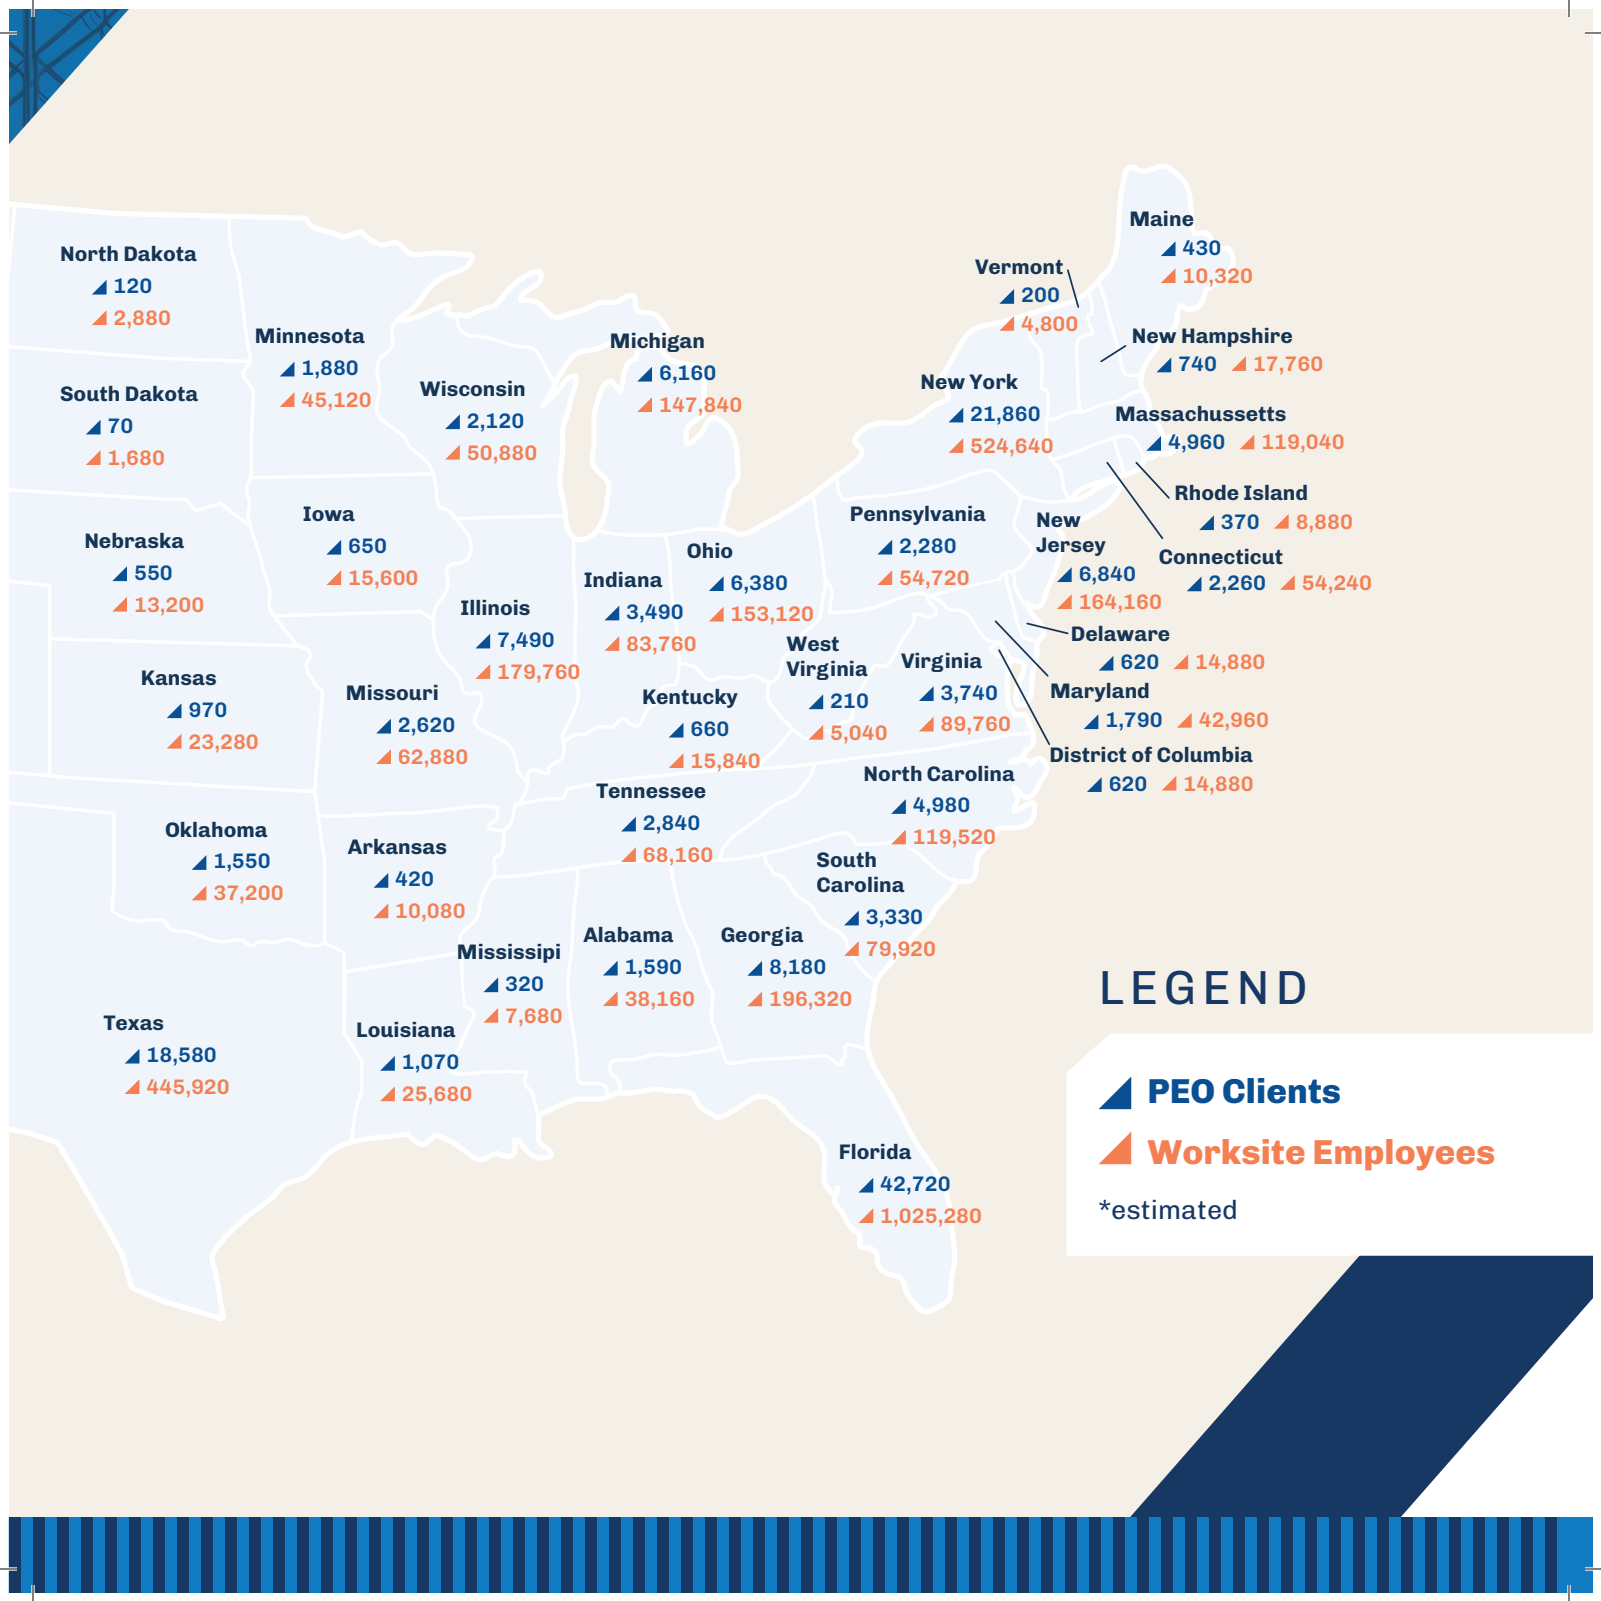 North Dakota
120
2,880
South Dakota
70
1,680
Nebraska
550
13,200
Kansas
970
23,280
Oklahoma
1,550
37,200
Texas
18,580
445,920
Minnesota
1,880
45,120
Iowa
650
15,600
Missouri
2,620
62,880
Arkansas
420
10,080
Louisiana
1,070
25,680
Wisconsin
2,120
50,880
Illinois
7,490
179,760
Mississipi
320
7,680
Michigan
6,160
147,840
Indiana
3,490
83,760
Ohio
6,380
153,120
Kentucky
660
15,840
Tennessee
2,840
68,160
Alabama
1,590
38,160
Georgia
8,180
196,320
Florida
42,720
1,025,280
South
Carolina
3,330
79,920
North Carolina
4,980
119,520
West
Virginia
210
5,040
Virginia
3,740
89,760
Pennsylvania
2,280
54,720
New York
21,860
524,640
Vermont
200
4,800
Maine
430
10,320
New Hampshire
740 17,760
Massachussetts
4,960 119,040
Rhode Island
370 8,880
Connecticut
2,260 54,240
New
Jersey
6,840
164,160
Delaware
620 14,880
Maryland
1,790 42,960
District of Columbia
620 14,880
LEGEND
PEO Clients
Worksite Employees
*estimated